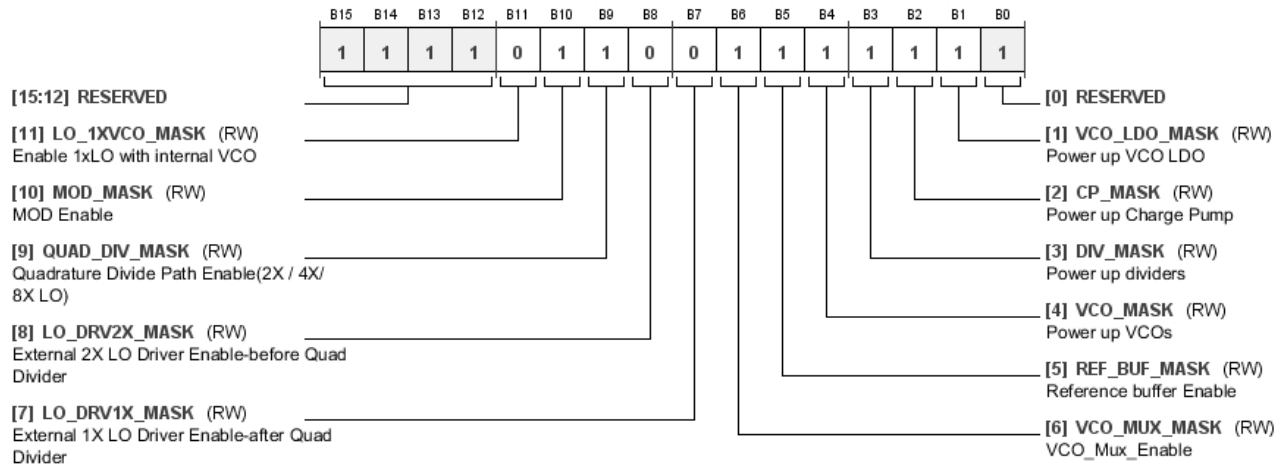 B15 B14 B13 B12 B11 B10 B9 B8 B7 B6 B5 B4 B3 B2 B1 B0
1 1 1 1 0 1 1 0 0 1 1 1 1 1 1 1
[15:12] RESERVED
[11] LO_1XVCO_MASK (RW)
Enable 1xLO with internal VCO
[10] MOD_MASK (RW)
MOD Enable
[9] QUAD_DIV_MASK (RW)
Quadrature Divide Path Enable(2X / 4X/
8X LO)
[8] LO_DRV2X_MASK (RW)
External 2X LO Driver Enable-before Quad
Divider
[7] LO_DRV1X_MASK (RW)
External 1X LO Driver Enable-after Quad
Divider
[0] RESERVED
[1] VCO_LDO_MASK (RW)
Power up VCO LDO
[2] CP_MASK (RW)
Power up Charge Pump
[3] DIV_MASK (RW)
Power up dividers
[4] VCO_MASK (RW)
Power up VCOs
[5] REF_BUF_MASK (RW)
Reference buffer Enable
[6] VCO_MUX_MASK (RW)
VCO_Mux_Enable